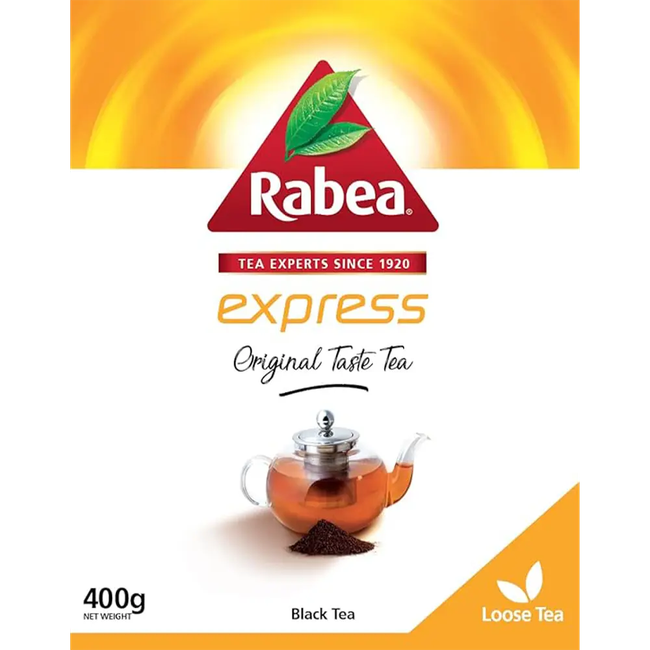 Rabea®
TEA EXPERTS SINCE 1920
express
Original Taste Tea
400g
NET WEIGHT
Black Tea
Loose Tea